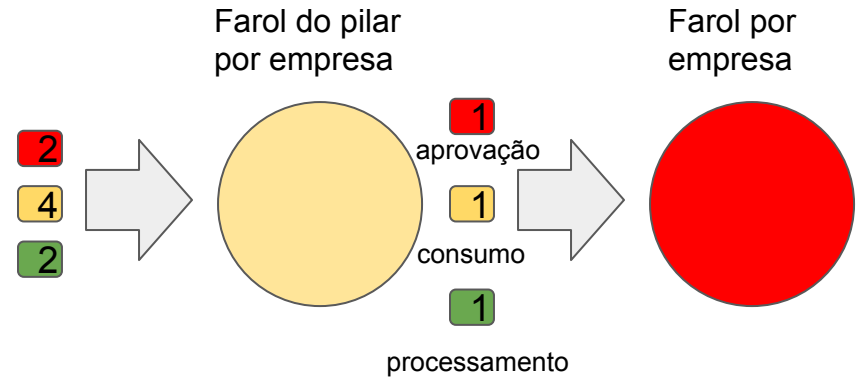 Farol do pilar
por empresa
Farol por
empresa
2
4
2
1
aprovação
1
consumo
1
processamento